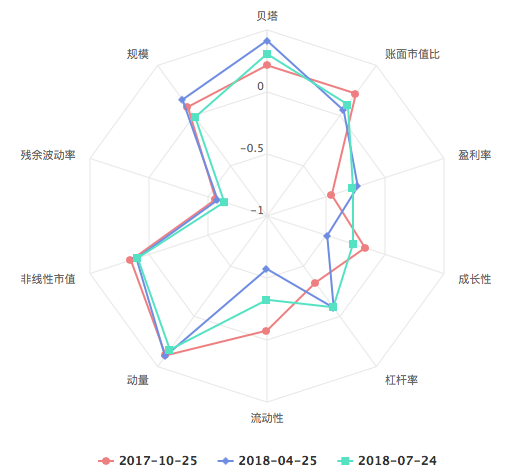 贝塔
规模
账面市值比
0
残余波动率
-0.5
盈利率
-1
非线性市值
成长性
动量
杠杆率
流动性
2017-10-25 2018-04-25 2018-07-24